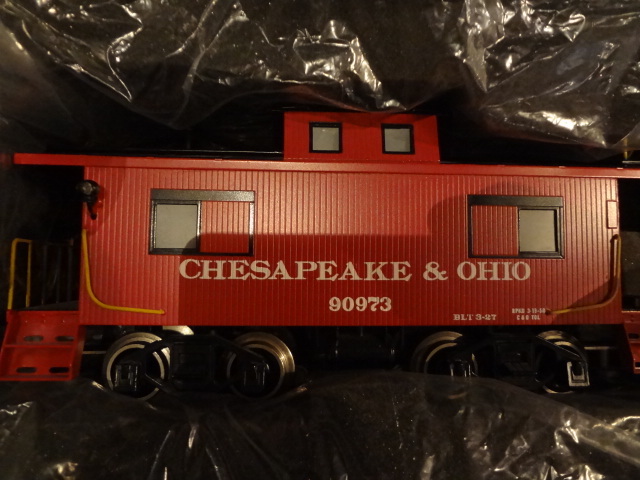 CHESAPEAKE & OHIO
90973
BLT 3-27